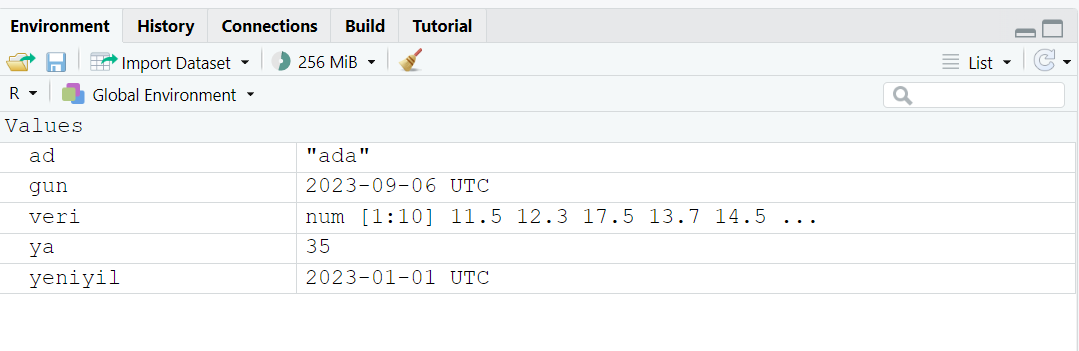 Environment History Connections Build Tutorial
Import Dataset 256 MiB List
R Global Environment
Values
ad "ada"
gun 2023-09-06 UTC
veri num [1:10] 11.5 12.3 17.5 13.7 14.5 ...
ya 35
yeniyil 2023-01-01 UTC